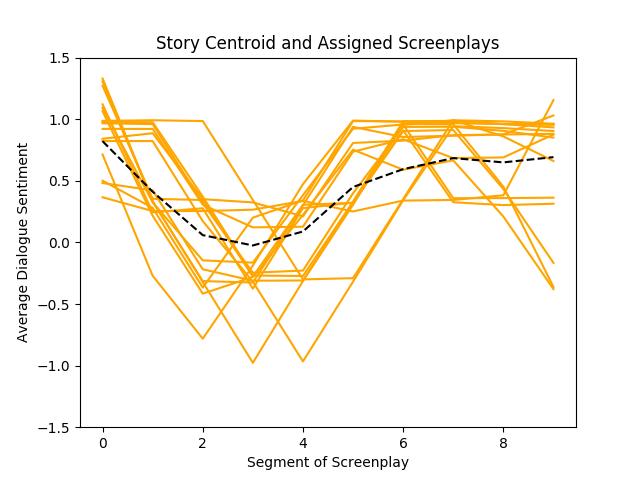 Story Centroid and Assigned Screenplays
1.5
1.0
0.5
0.0
−0.5
−1.0
−1.5
Average Dialogue Sentiment
0 2 4 6 8
Segment of Screenplay